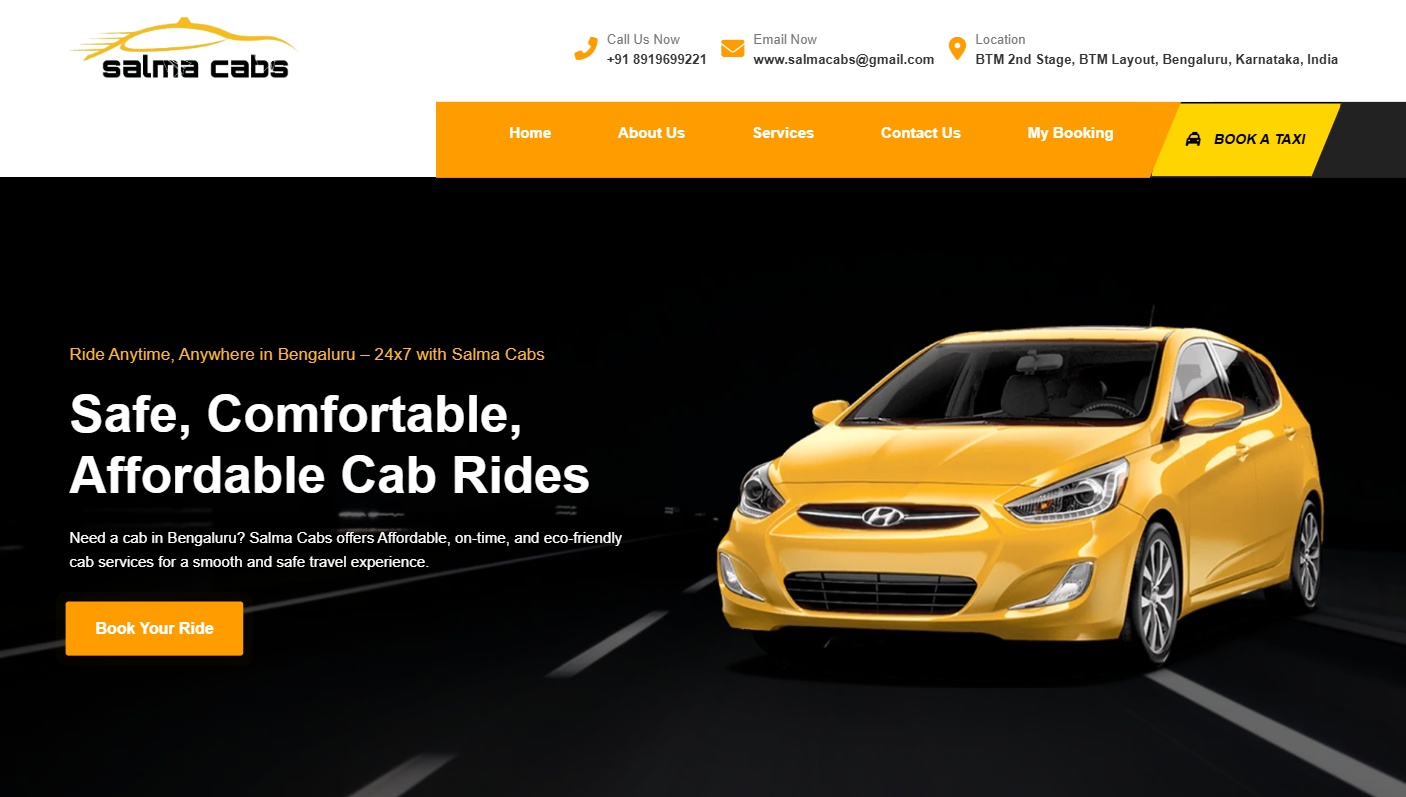 salma cabs
Call Us Now
+91 8919699221
Email Now
www.salmacabs@gmail.com
Location
BTM 2nd Stage, BTM Layout, Bengaluru, Karnataka, India
Home
About Us
Services
Contact Us
My Booking
BOOK A TAXI
Ride Anytime, Anywhere in Bengaluru – 24x7 with Salma Cabs
Safe, Comfortable,
Affordable Cab Rides
Need a cab in Bengaluru? Salma Cabs offers Affordable, on-time, and eco-friendly
cab services for a smooth and safe travel experience.
Book Your Ride